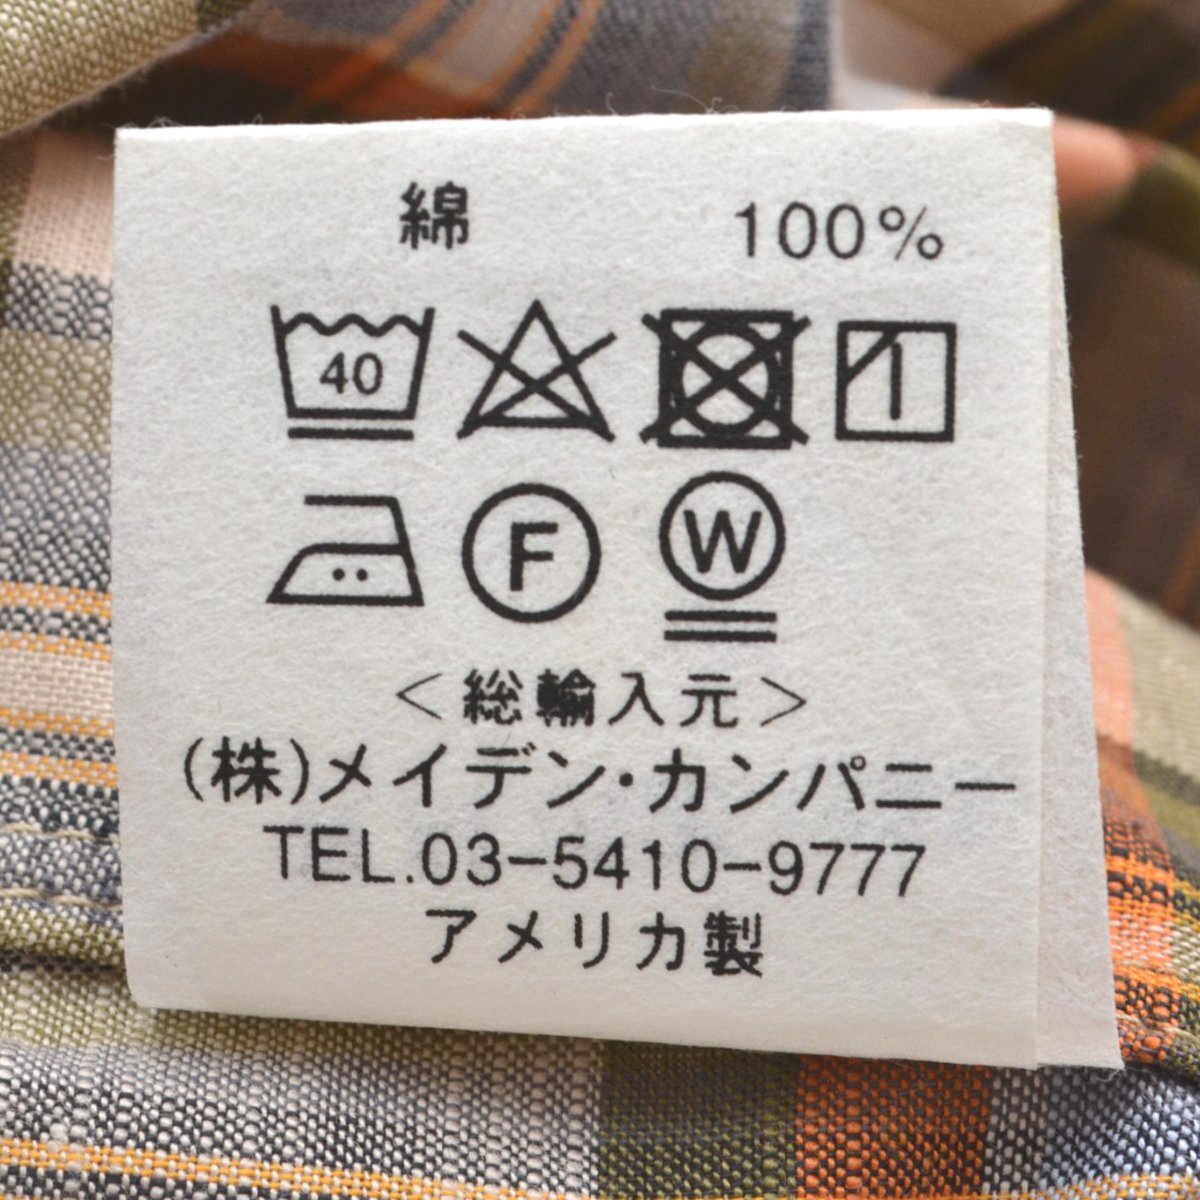 綿 100%
40
F W
<総輸入元>
(株)メイデン・カンパニー
TEL.03-5410-9777
アメリカ製